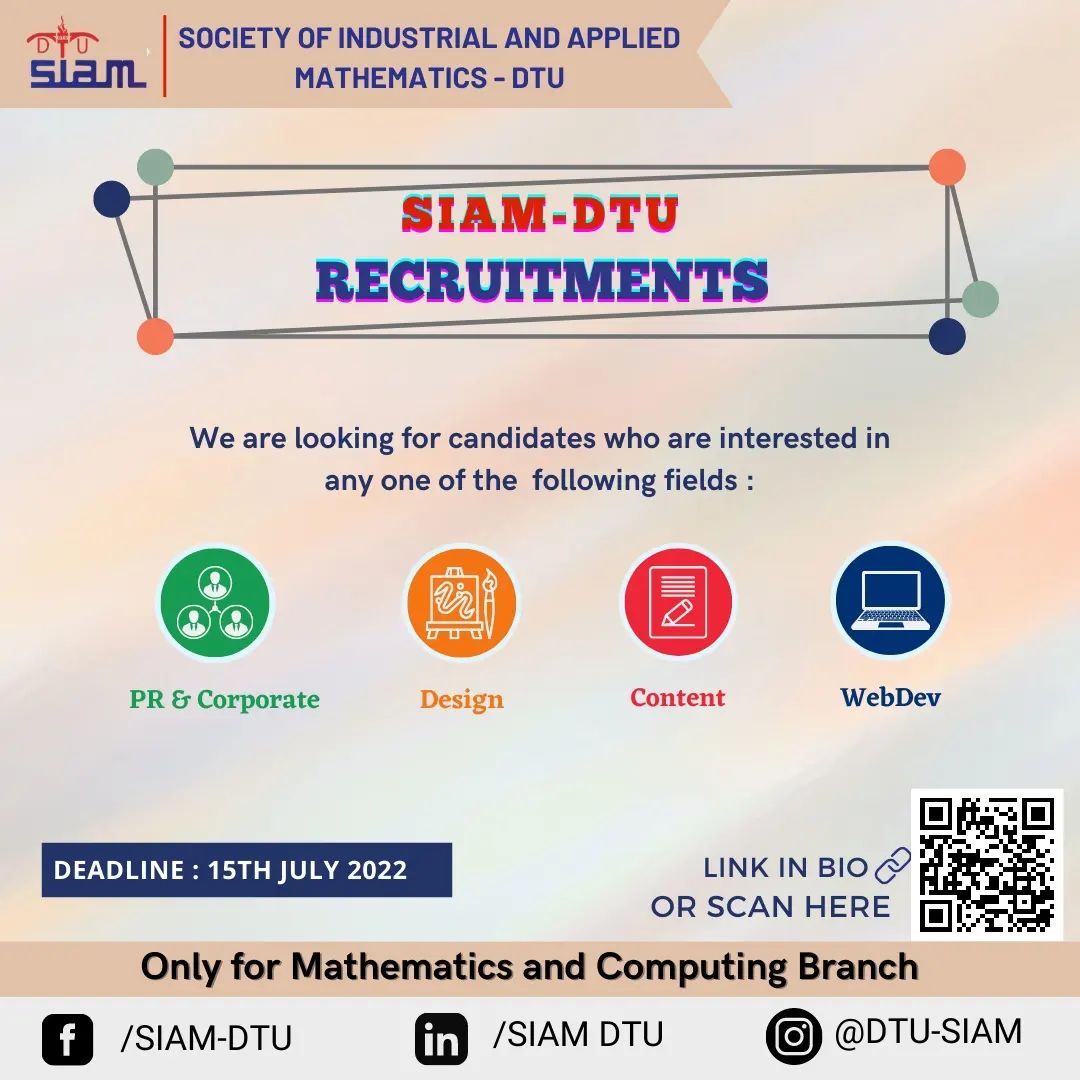 DTU
SIAM
SOCIETY OF INDUSTRIAL AND APPLIED
MATHEMATICS - DTU
SIAM-DTU
RECRUITMENTS
We are looking for candidates who are interested in
any one of the following fields :
PR & Corporate
Design
Content
WebDev
DEADLINE : 15TH JULY 2022
LINK IN BIO
OR SCAN HERE
Only for Mathematics and Computing Branch
/SIAM-DTU
/SIAM DTU
@DTU-SIAM